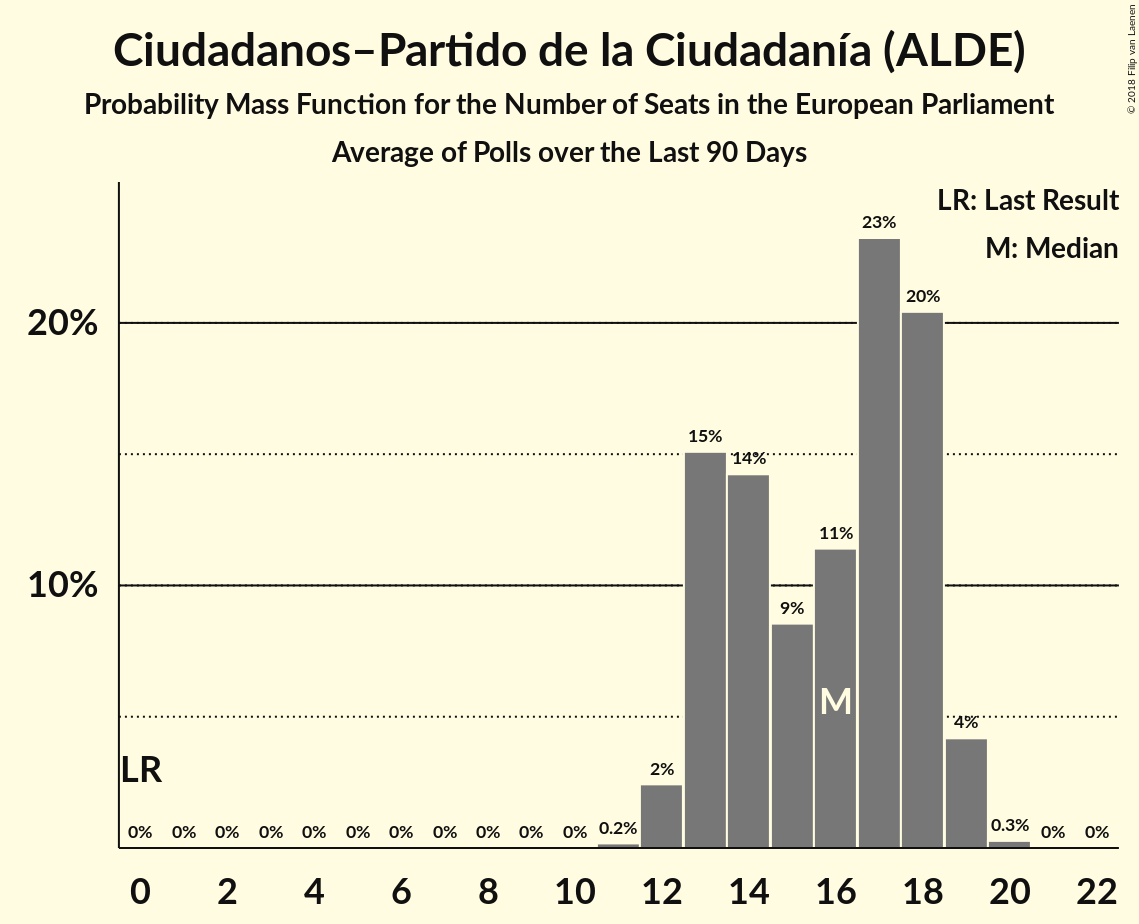 Ciudadanos–Partido de la Ciudadanía (ALDE)
Probability Mass Function for the Number of Seats in the European Parliament
Average of Polls over the Last 90 Days
© 2018 Filip van Laenen
LR: Last Result
M: Median
20%
10%
LR
M
0% 0% 0% 0% 0% 0% 0% 0% 0% 0% 0% 0.2% 2% 15% 14% 9% 11% 23% 20% 4% 0.3% 0% 0%
0 2 4 6 8 10 12 14 16 18 20 22